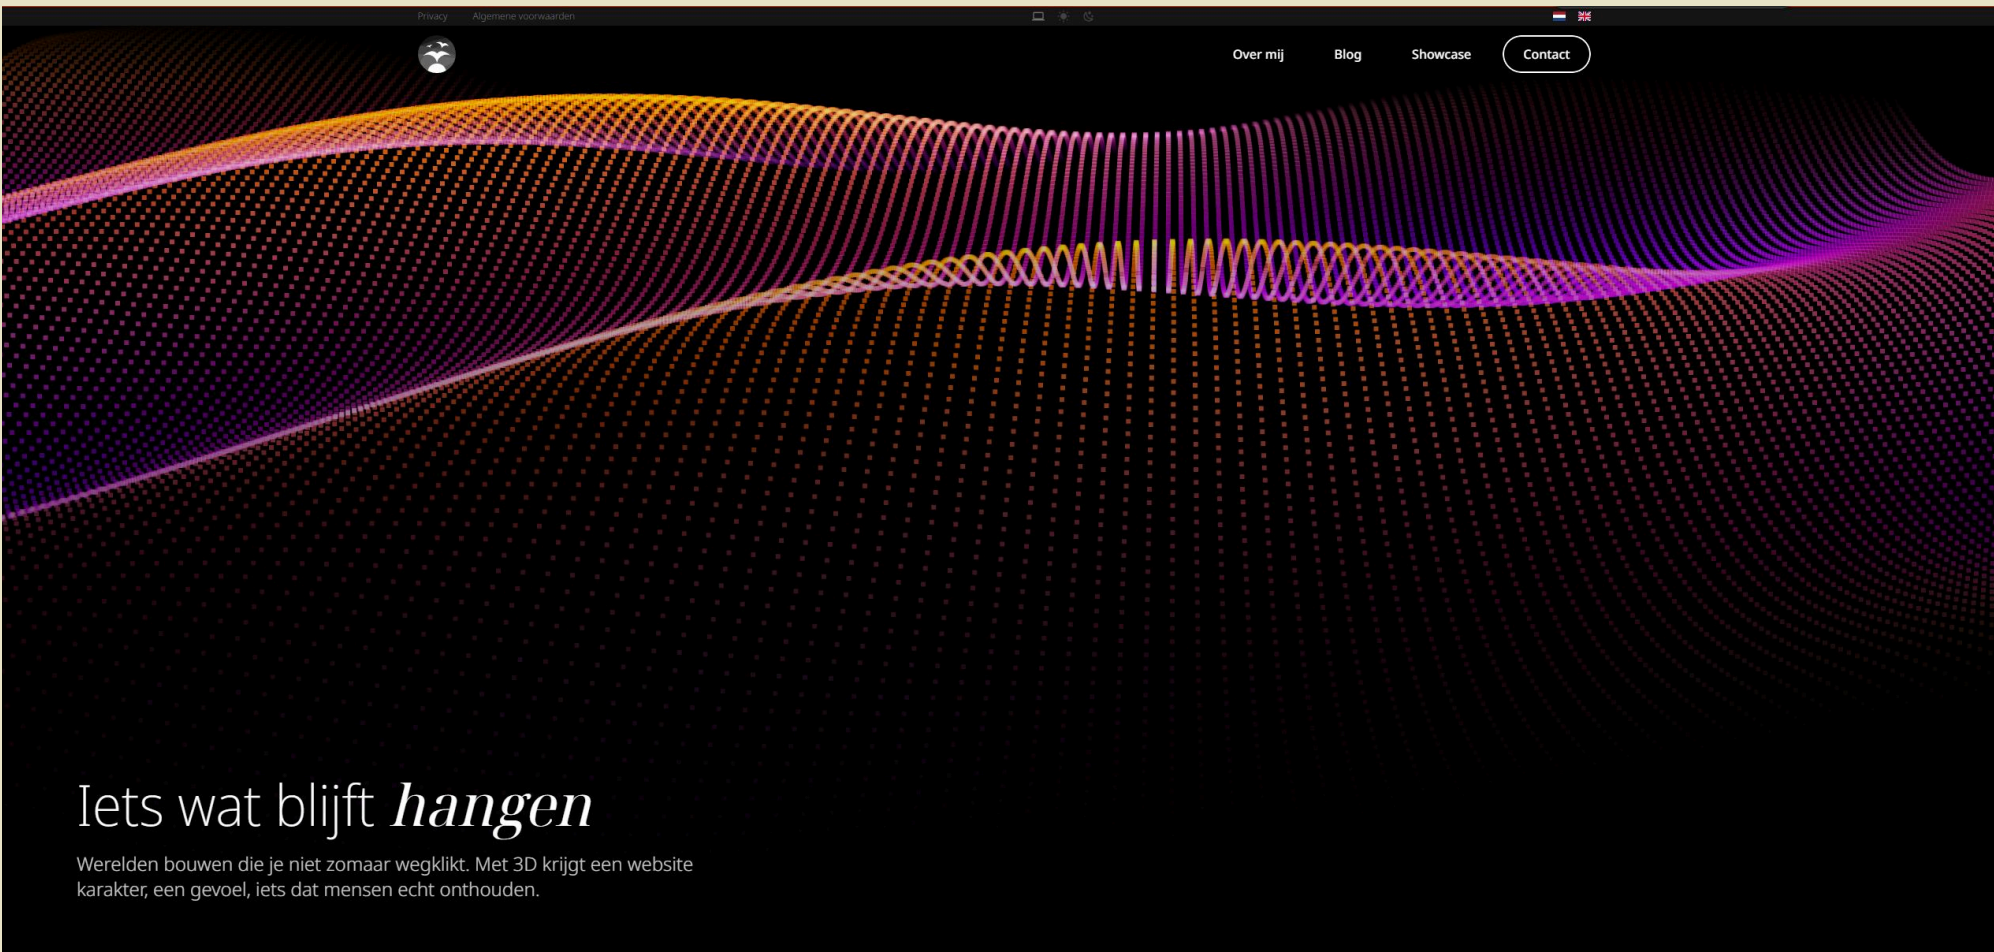 Privacy Algemene voorwaarden
Over mij Blog Showcase Contact
Iets wat blijft hangen
Werelden bouwen die je niet zomaar wegklikt. Met 3D krijgt een website
karakter, een gevoel, iets dat mensen echt onthouden.